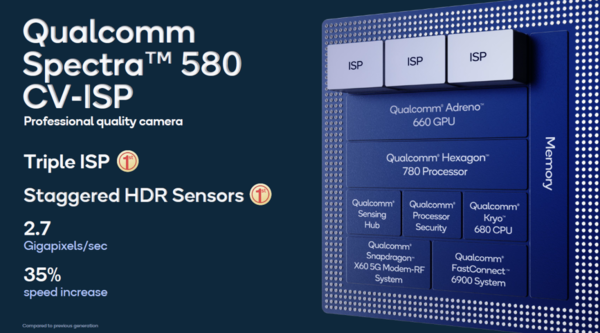 Qualcomm
Spectra™ 580
CV-ISP
Professional quality camera
Triple ISP 1st
Staggered HDR Sensors 1st
2.7
Gigapixels/sec
35%
speed increase
Compared to previous generation
ISP
ISP
ISP
Qualcomm® Adreno™
660 GPU
Qualcomm® Hexagon™
780 Processor
Qualcomm®
Sensing
Hub
Qualcomm®
Processor
Security
Qualcomm®
Kryo™
680 CPU
Qualcomm®
Snapdragon™
X60 5G Modem-RF
System
Qualcomm®
FastConnect™
6900 System
Memory